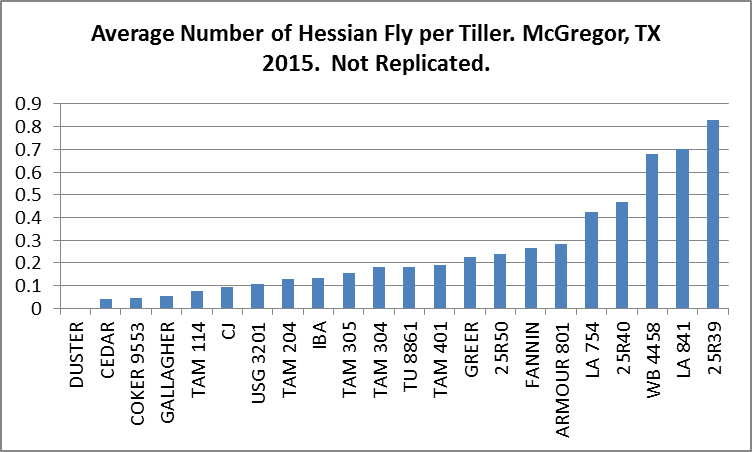 Average Number of Hessian Fly per Tiller. McGregor, TX
2015.  Not Replicated.
0.9
0.8
0.7
0.6
0.5
0.4
0.3
0.2
0.1
0
DUSTER
CEDAR
COKER 9553
GALLAGHER
TAM 114
CJ
USG 3201
TAM 204
IBA
TAM 305
TAM 304
TU 8861
TAM 401
GREER
25R50
FANNIN
ARMOUR 801
LA 754
25R40
WB 4458
LA 841
25R39